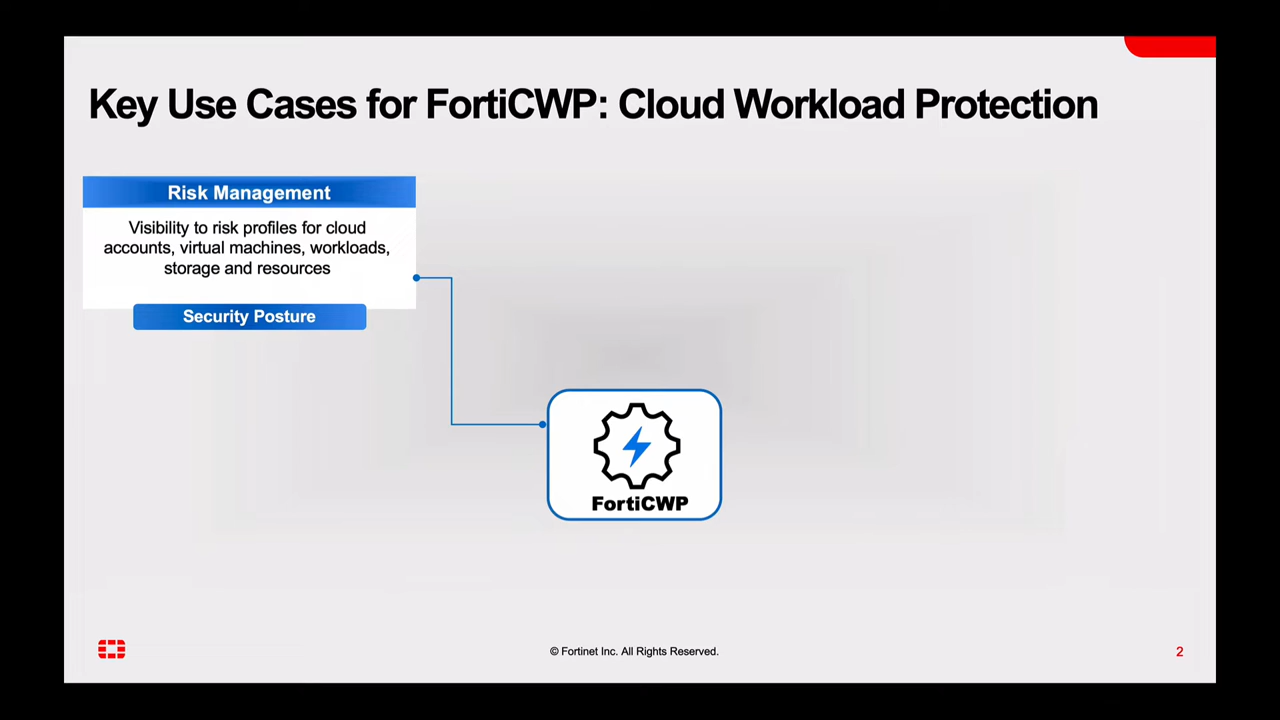 Key Use Cases for FortiCWP: Cloud Workload Protection
Risk Management
Visibility to risk profiles for cloud
accounts, virtual machines, workloads,
storage and resources
Security Posture
FortiCWP
© Fortinet Inc. All Rights Reserved.
2